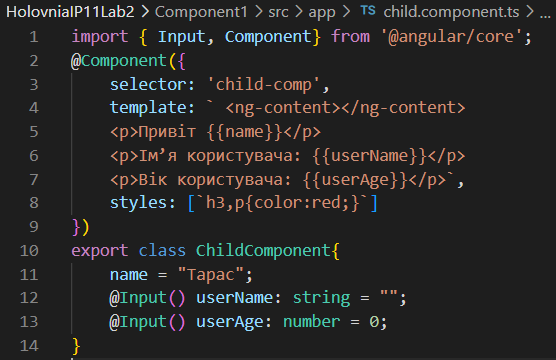 HolovniaIP11Lab2 > Component1 > src > app > TS child.component.ts > ...
1 import { Input, Component} from '@angular/core';
2 @Component({
3 selector: 'child-comp',
4 template: ` <ng-content></ng-content>
5 <p>Привіт {{name}}</p>
6 <p>Ім’я користувача: {{userName}}</p>
7 <p>Вік користувача: {{userAge}}</p>`,
8 styles: [`h3,p{color:red;}`]
9 })
10 export class ChildComponent{
11 name = "Тарас";
12 @Input() userName: string = "";
13 @Input() userAge: number = 0;
14 }